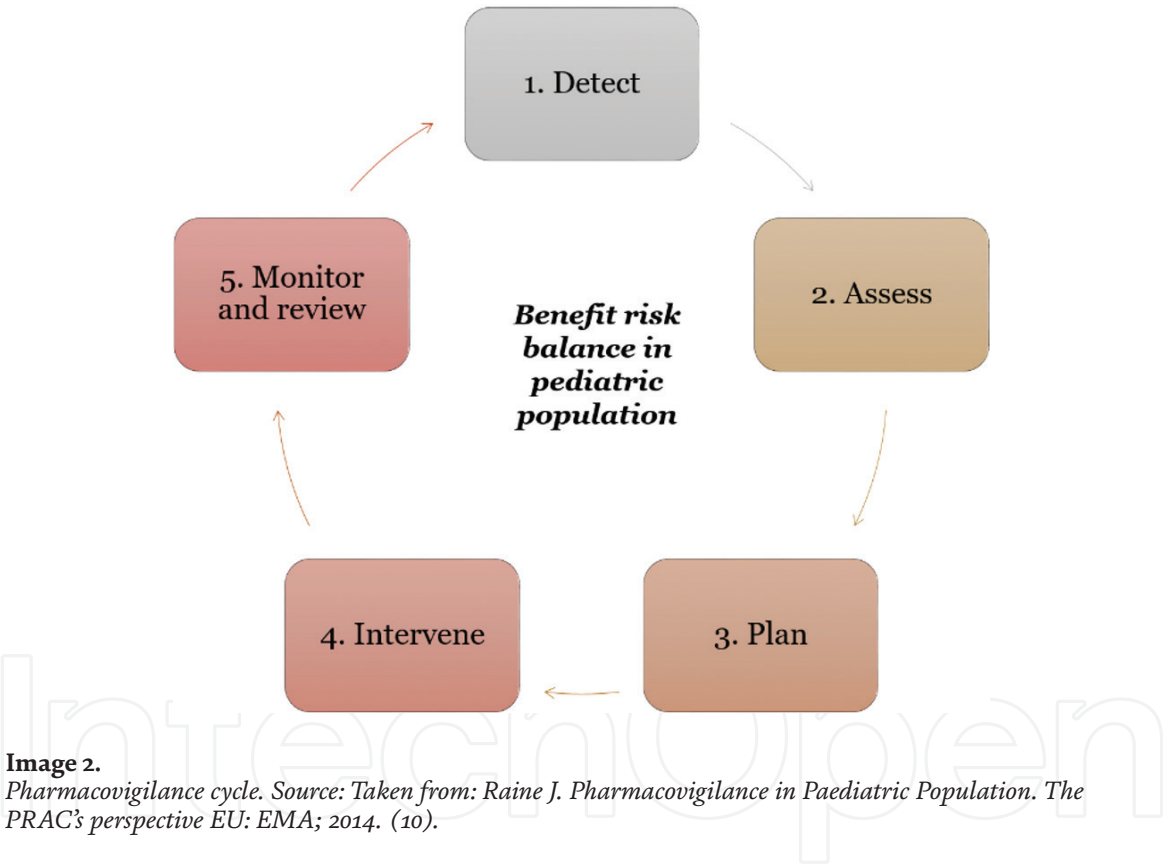 1. Detect
2. Assess
3. Plan
4. Intervene
5. Monitor
and review
Benefit risk
balance in
pediatric
population
IntechOpen
Image 2.
Pharmacovigilance cycle. Source: Taken from: Raine J. Pharmacovigilance in Paediatric Population. The
PRAC's perspective EU: EMA; 2014. (10).